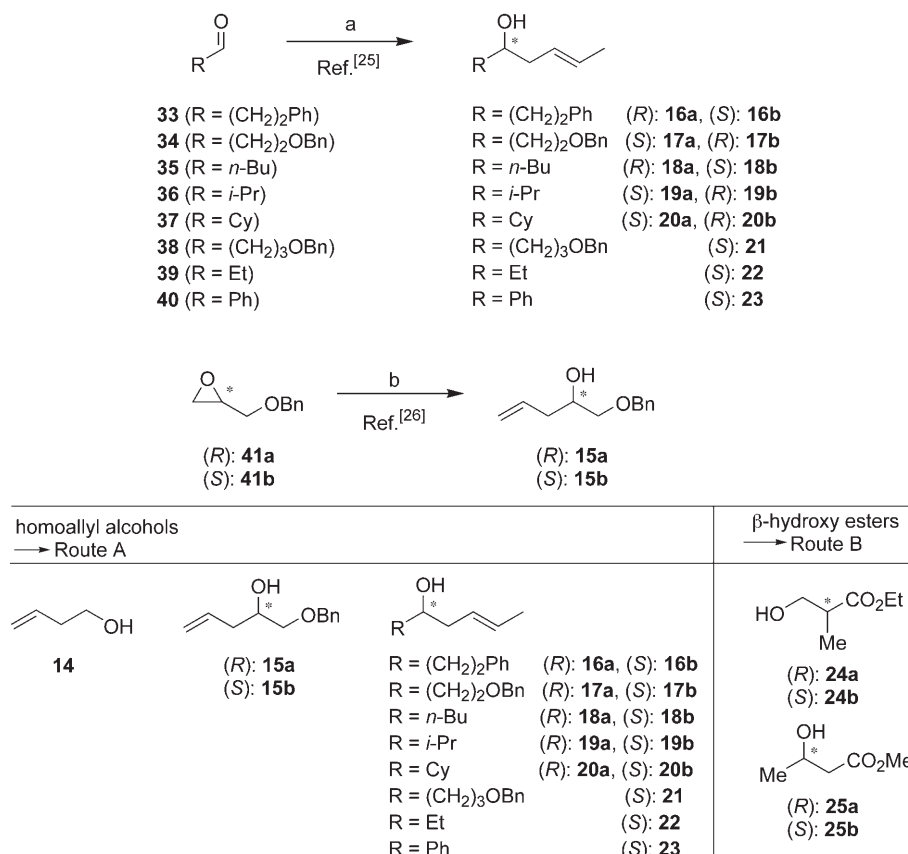 O
R
a
Ref.[25]
OH
*
R
33 (R = (CH2)2Ph)
34 (R = (CH2)2OBn)
35 (R = n-Bu)
36 (R = i-Pr)
37 (R = Cy)
38 (R = (CH2)3OBn)
39 (R = Et)
40 (R = Ph)
R = (CH2)2Ph (R): 16a, (S): 16b
R = (CH2)2OBn (S): 17a, (R): 17b
R = n-Bu (R): 18a, (S): 18b
R = i-Pr (S): 19a, (R): 19b
R = Cy (S): 20a, (R): 20b
R = (CH2)3OBn (S): 21
R = Et (S): 22
R = Ph (S): 23
O
*
OBn
(R): 41a
(S): 41b
b
Ref.[26]
OH
*
OBn
(R): 15a
(S): 15b
homoallyl alcohols
→ Route A
β-hydroxy esters
→ Route B
OH
14
OH
*
OBn
(R): 15a
(S): 15b
OH
*
R
R = (CH2)2Ph (R): 16a, (S): 16b
R = (CH2)2OBn (R): 17a, (S): 17b
R = n-Bu (R): 18a, (S): 18b
R = i-Pr (R): 19a, (S): 19b
R = Cy (R): 20a, (S): 20b
R = (CH2)3OBn (S): 21
R = Et (S): 22
R = Ph (S): 23
HO
*
CO2Et
Me
(R): 24a
(S): 24b
OH
*
Me
CO2Me
(R): 25a
(S): 25b